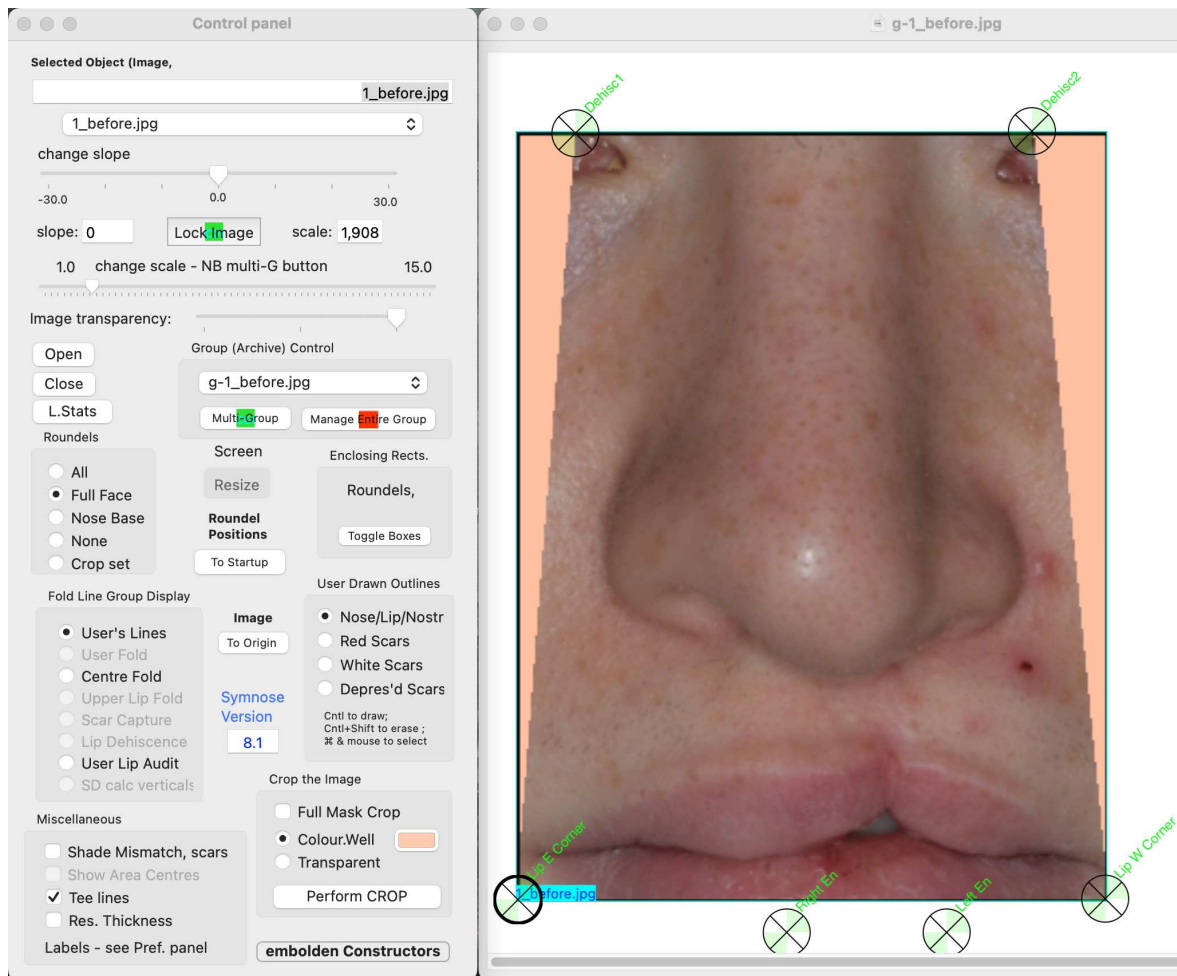 Control panel
Selected Object (Image,
1_before.jpg
1_before.jpg
change slope
-30.0 0.0 30.0
slope: 0 Lock Image scale: 1,908
1.0 change scale - NB multi-G button 15.0
Image transparency:
Open
Close
L.Stats
Group (Archive) Control
g-1_before.jpg
Multi-Group Manage Entire Group
Roundels
All
Full Face
Nose Base
None
Crop set
Screen
Resize
Roundel
Positions
To Startup
Enclosing Rects.
Roundels,
Toggle Boxes
Fold Line Group Display
User's Lines
User Fold
Centre Fold
Upper Lip Fold
Scar Capture
Lip Dehiscence
User Lip Audit
SD calc verticals
Image
To Origin
Symnose
Version
8.1
User Drawn Outlines
Nose/Lip/Nostr
Red Scars
White Scars
Depres'd Scars
Cntl to draw;
Cntl+Shift to erase ;
⌘ & mouse to select
Miscellaneous
Shade Mismatch, scars
Show Area Centres
Tee lines
Res. Thickness
Labels - see Pref. panel
Crop the Image
Full Mask Crop
Colour.Well
Transparent
Perform CROP
embolden Constructors
g-1_before.jpg
Dehisc1
Dehisc2
Lip E Corner
1_before.jpg
Right En
Left En
Lip W Corner